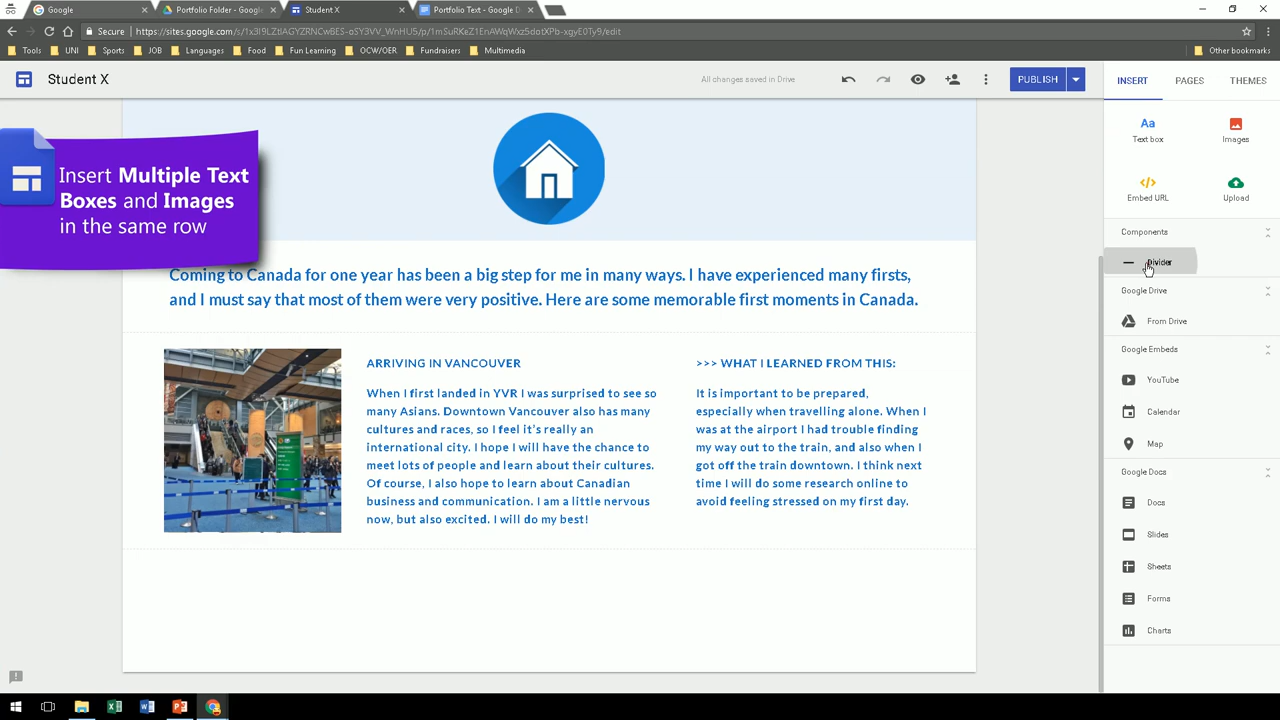 Google
Portfolio Folder - Google
Student X
Portfolio Text - Google D
Secure
Tools
UNI
Sports
JOB
Languages
Food
Fun Learning
OCW/OER
Fundraisers
Multimedia
Other bookmarks
Student X
All changes saved in Drive
PUBLISH
INSERT
PAGES
THEMES
Aa
Text box
Images
Embed URL
Upload
Components
Divider
Google Drive
From Drive
Google Embeds
YouTube
Calendar
Map
Google Docs
Docs
Slides
Sheets
Forms
Charts
Insert Multiple Text
Boxes and Images
in the same row
Coming to Canada for one year has been a big step for me in many ways. I have experienced many firsts,
and I must say that most of them were very positive. Here are some memorable first moments in Canada.
ARRIVING IN VANCOUVER
When I first landed in YVR I was surprised to see so
many Asians. Downtown Vancouver also has many
cultures and races, so I feel it's really an
international city. I hope I will have the chance to
meet lots of people and learn about their cultures.
Of course, I also hope to learn about Canadian
business and communication. I am a little nervous
now, but also excited. I will do my best!
>>> WHAT I LEARNED FROM THIS:
It is important to be prepared,
especially when travelling alone. When I
was at the airport I had trouble finding
my way out to the train, and also when I
got off the train downtown. I think next
time I will do some research online to
avoid feeling stressed on my first day.